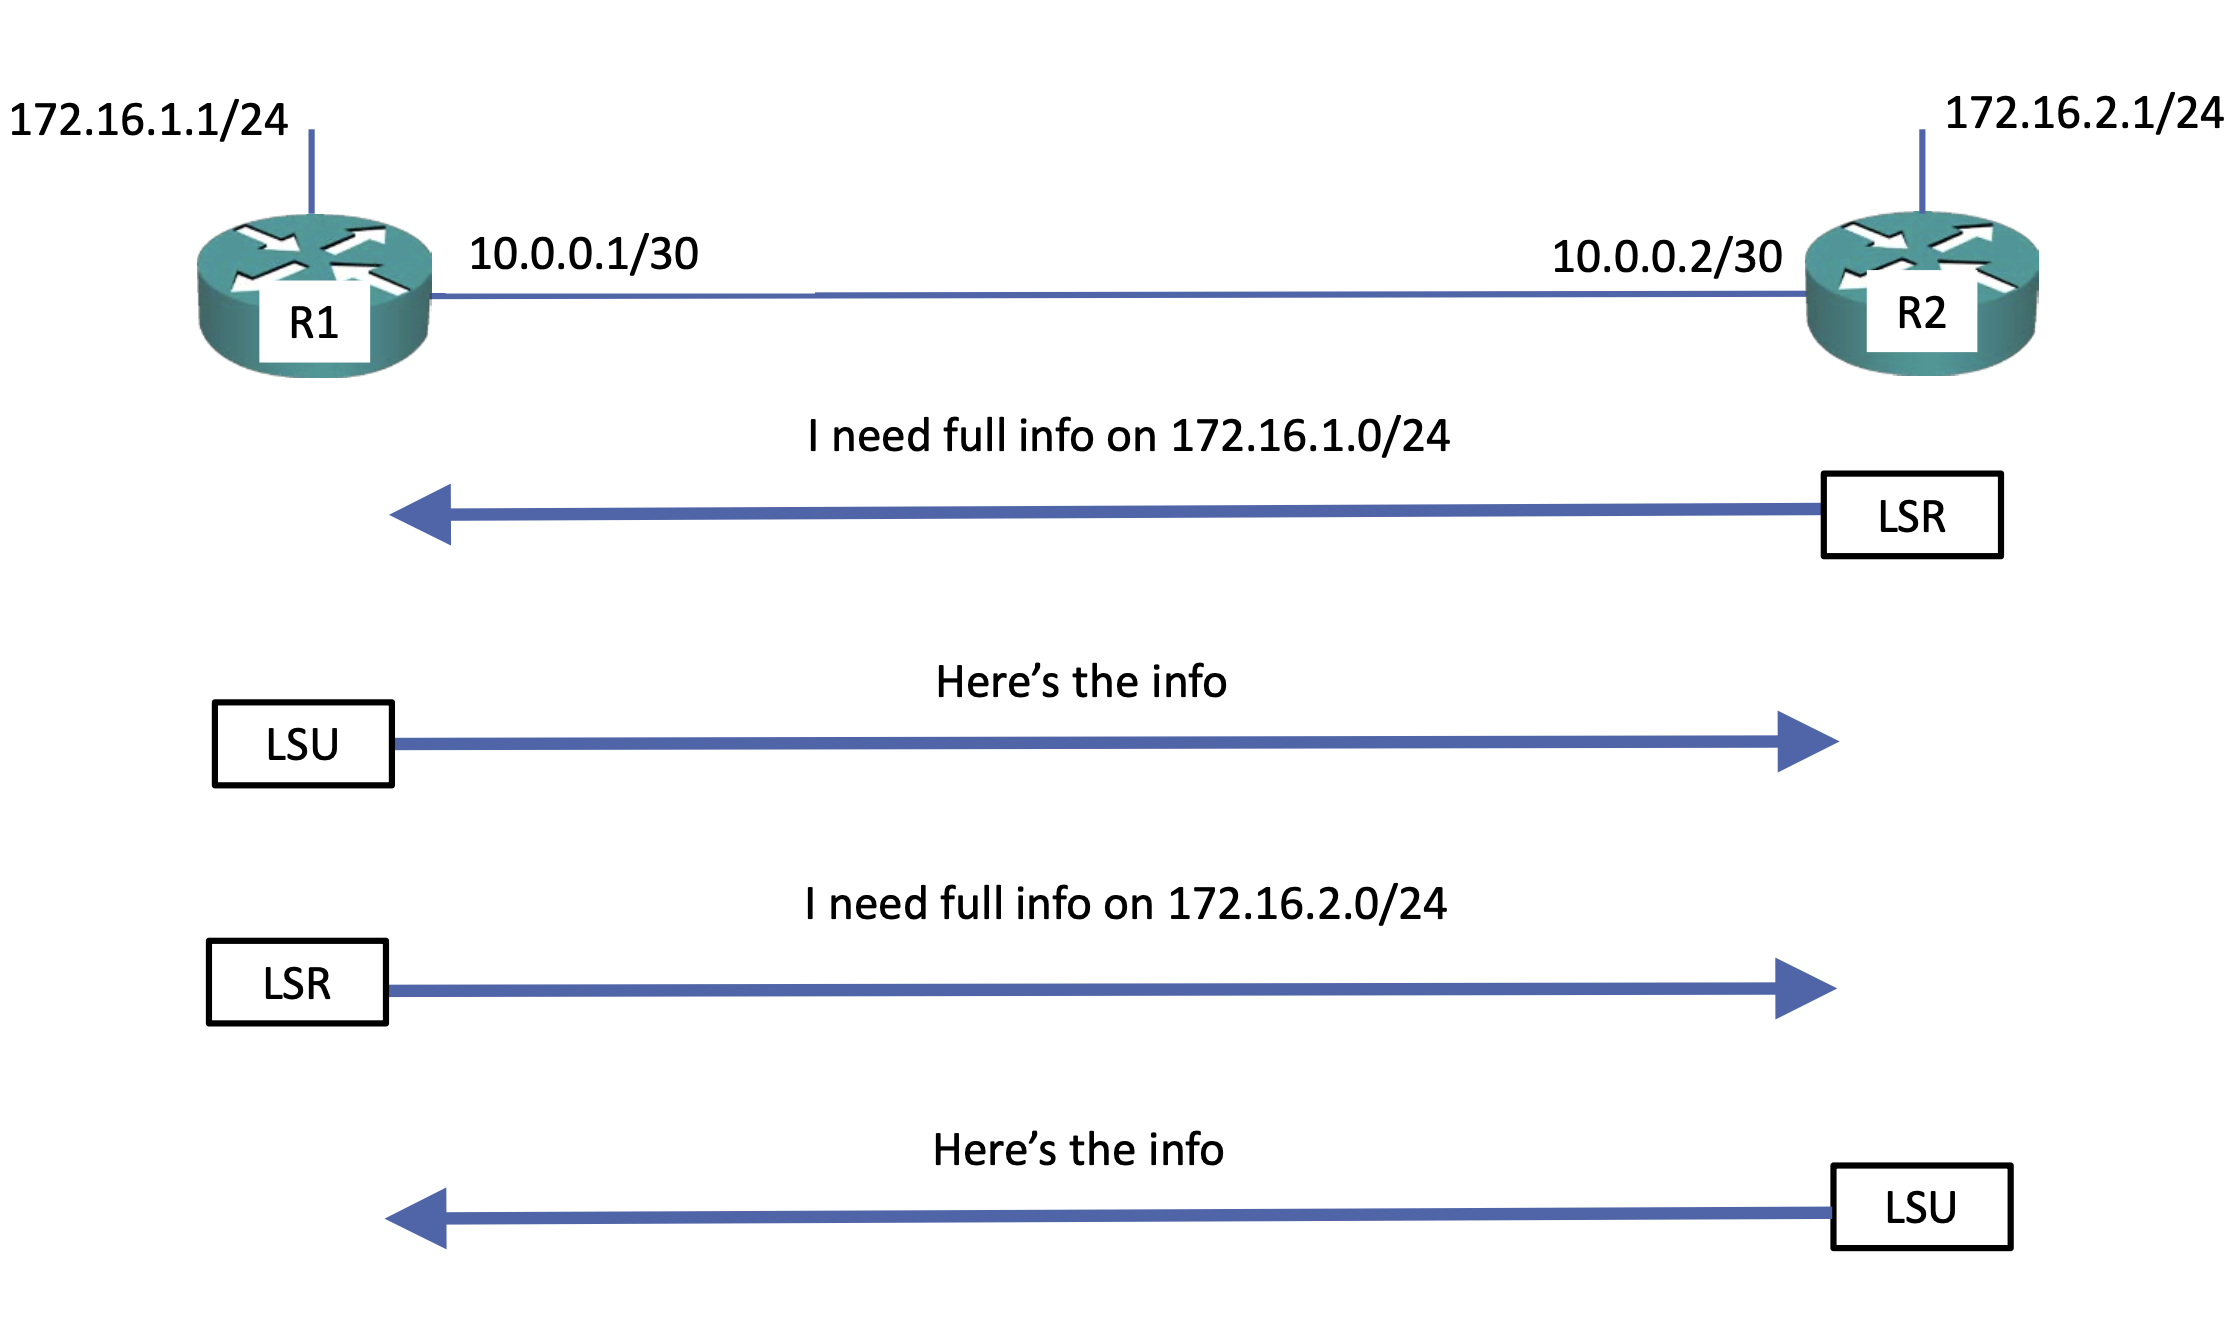 172.16.1.1/24
172.16.2.1/24
10.0.0.1/30
10.0.0.2/30
R1
R2
I need full info on 172.16.1.0/24
LSR
Here’s the info
LSU
I need full info on 172.16.2.0/24
LSR
Here’s the info
LSU